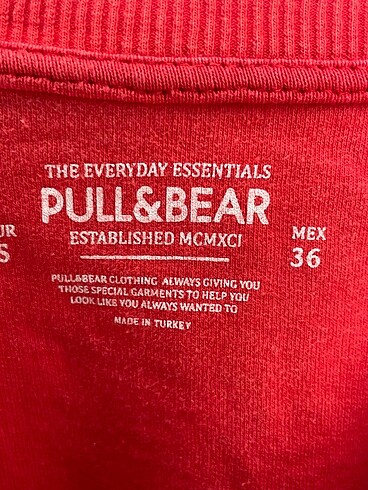 THE EVERYDAY ESSENTIALS
PULL&BEAR
ESTABLISHED MCMXCI
UR
S
MEX
36
PULL&BEAR CLOTHING ALWAYS GIVING YOU
THOSE SPECIAL GARMENTS TO HELP YOU
LOOK LIKE YOU ALWAYS WANTED TO
MADE IN TURKEY